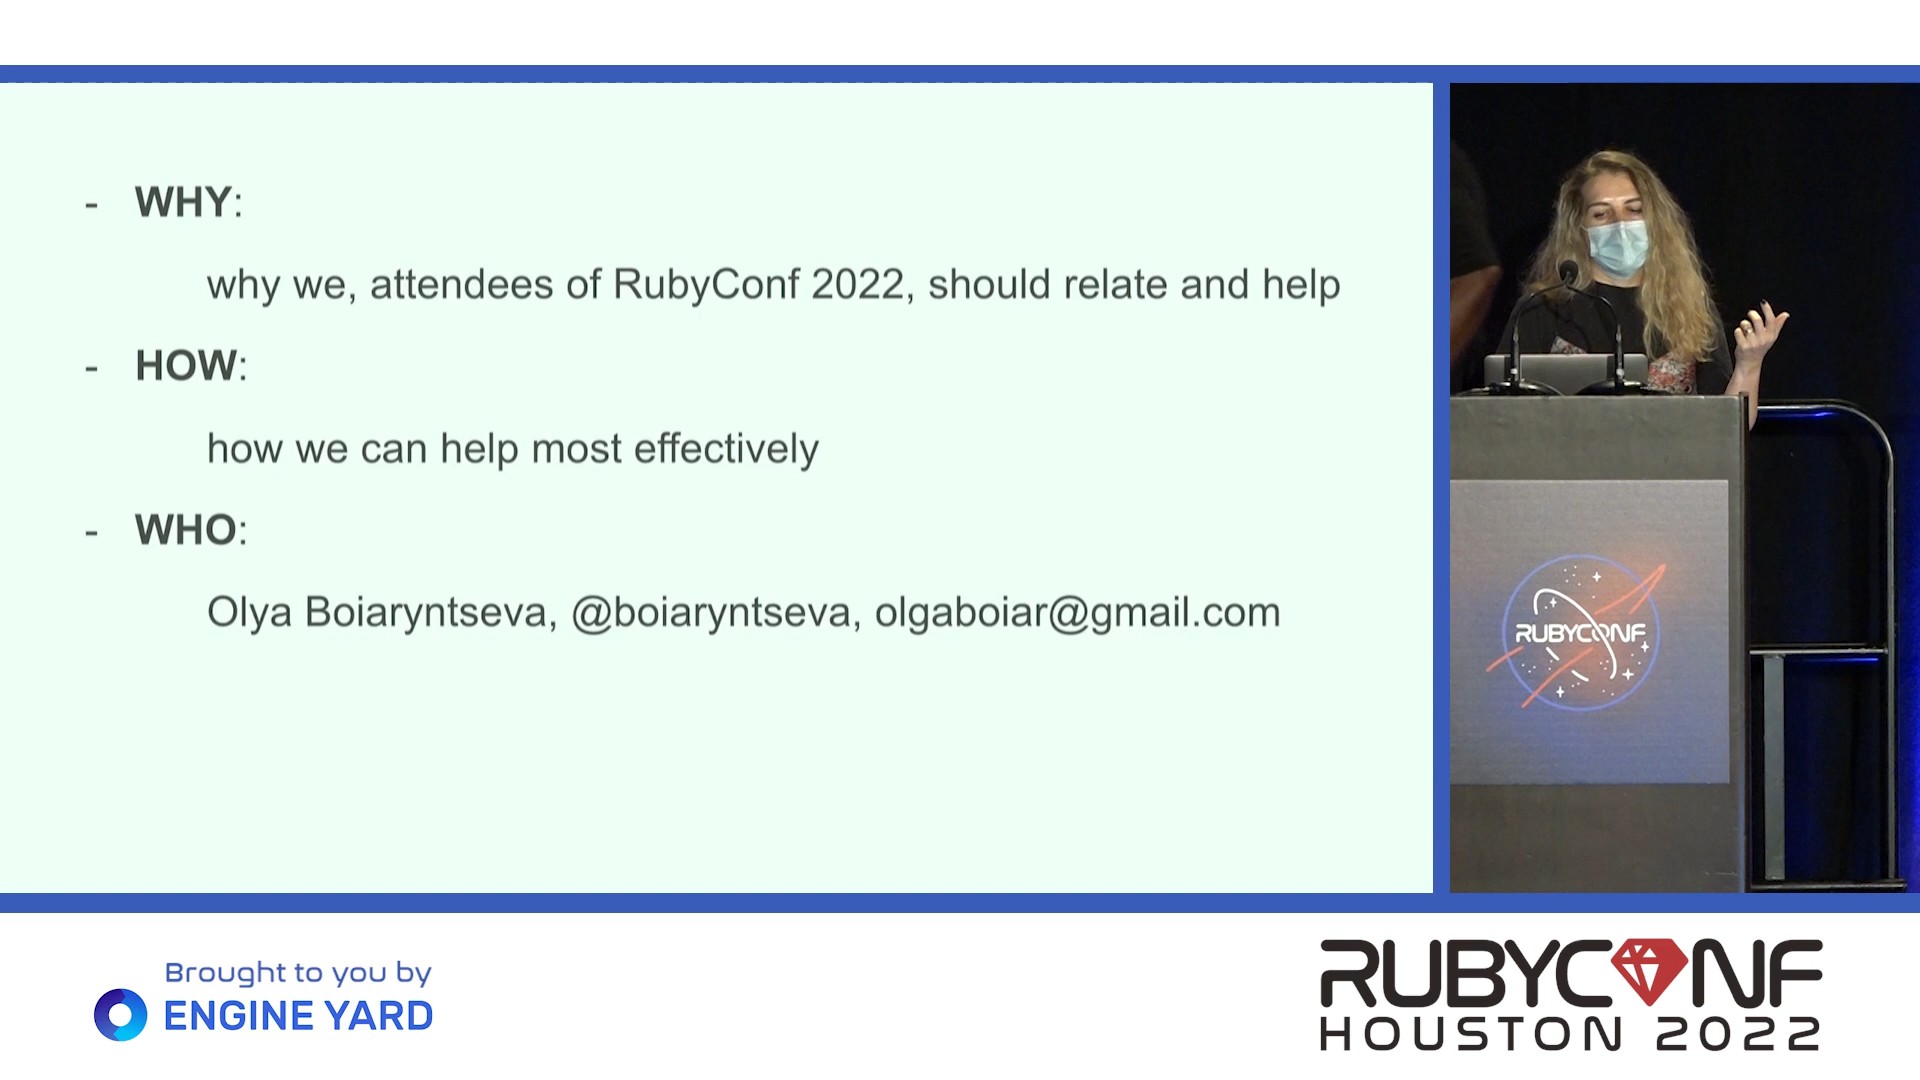 - WHY:
why we, attendees of RubyConf 2022, should relate and help
- HOW:
how we can help most effectively
- WHO:
Olya Boiaryntseva, @boiaryntseva, olgaboiar@gmail.com
RUBYCONF
Brought to you by
ENGINE YARD
RUBYCONF
HOUSTON 2022